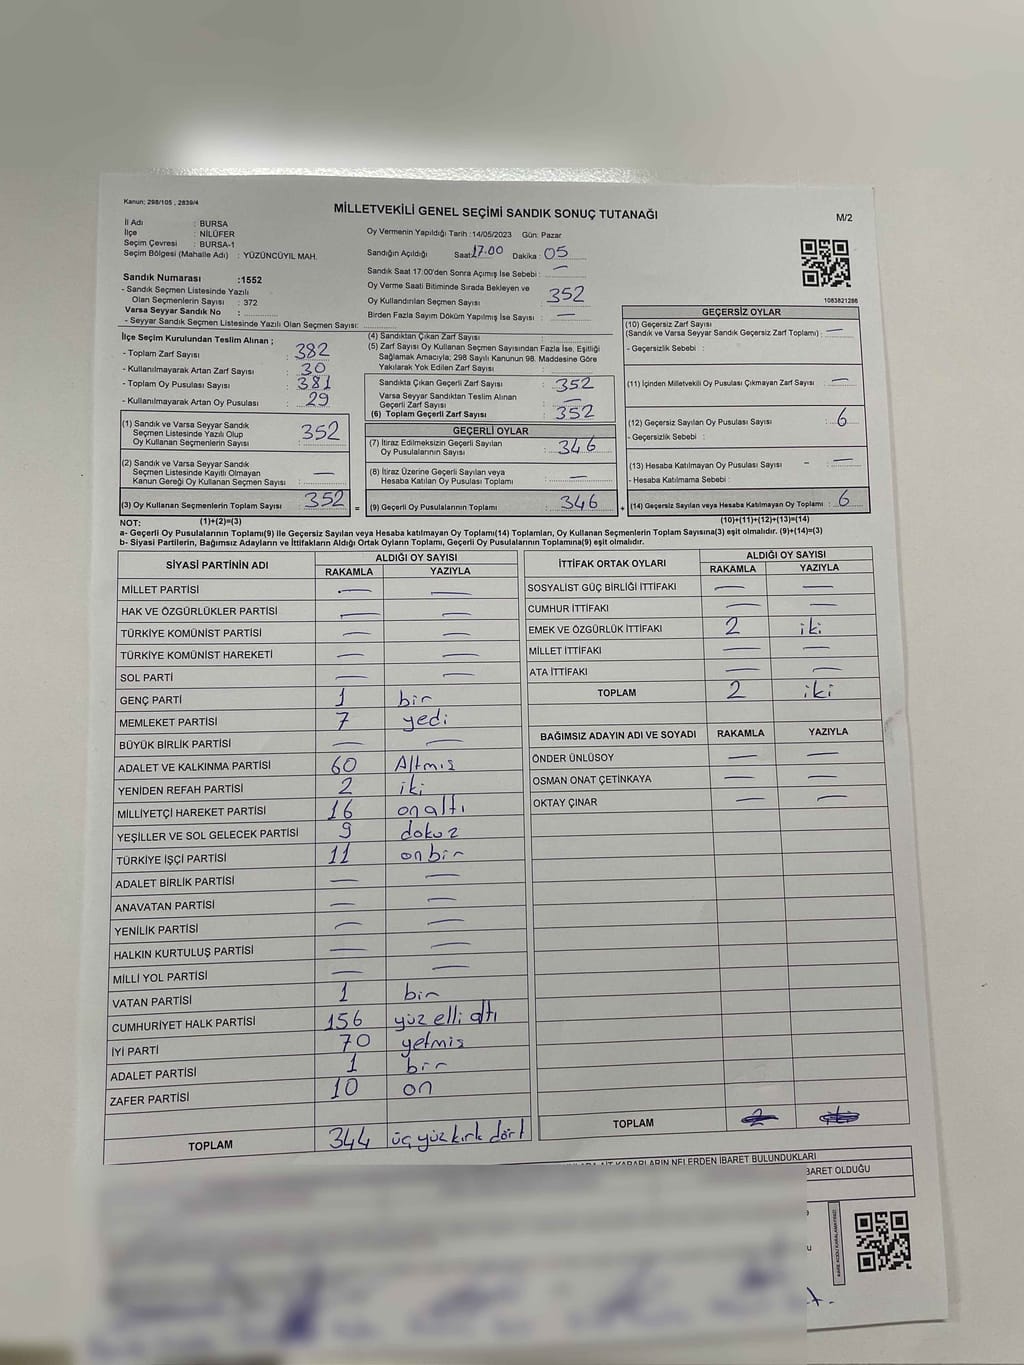 Kanun; 298/105 , 2839/4
MİLLETVEKİLİ GENEL SEÇİMİ SANDIK SONUÇ TUTANAĞI
M/2
İl Adı : BURSA
İlçe : NİLÜFER
Seçim Çevresi : BURSA-1
Seçim Bölgesi (Mahalle Adı) : YÜZÜNCÜYIL MAH.
Sandık Numarası :1552
- Sandık Seçmen Listesinde Yazılı
Olan Seçmenlerin Sayısı : 372
Varsa Seyyar Sandık No :
- Seyyar Sandık Seçmen Listesinde Yazılı Olan Seçmen Sayısı:
Oy Vermenin Yapıldığı Tarih : 14/05/2023 Gün: Pazar
Sandığın Açıldığı Saat: 17.00 Dakika : 05
Sandık Saat 17:00'den Sonra Açımış İse Sebebi : —
Oy Verme Saati Bitiminde Sırada Bekleyen ve
Oy Kullandırılan Seçmen Sayısı : 352
Birden Fazla Sayım Döküm Yapılmış İse Sayısı : —
1083821286
İlçe Seçim Kurulundan Teslim Alınan ;
- Toplam Zarf Sayısı : 382
- Kullanılmayarak Artan Zarf Sayısı : 30
- Toplam Oy Pusulası Sayısı : 381
- Kullanılmayarak Artan Oy Pusulası : 29
(1) Sandık ve Varsa Seyyar Sandık
Seçmen Listesinde Yazılı Olup
Oy Kullanan Seçmenlerin Sayısı : 352
(2) Sandık ve Varsa Seyyar Sandık
Seçmen Listesinde Kayıtlı Olmayan
Kanun Gereği Oy Kullanan Seçmen Sayısı : —
(3) Oy Kullanan Seçmenlerin Toplam Sayısı : 352 =
(4) Sandıktan Çıkan Zarf Sayısı :
(5) Zarf Sayısı Oy Kullanan Seçmen Sayısından Fazla İse, Eşitliği
Sağlamak Amacıyla; 298 Sayılı Kanunun 98. Maddesine Göre
Yakılarak Yok Edilen Zarf Sayısı :
Sandıkta Çıkan Geçerli Zarf Sayısı : 352
Varsa Seyyar Sandıktan Teslim Alınan
Geçerli Zarf Sayısı : —
(6) Toplam Geçerli Zarf Sayısı : 352
GEÇERLİ OYLAR
(7) İtiraz Edilmeksizin Geçerli Sayılan
Oy Pusulalarının Sayısı : 346
(8) İtiraz Üzerine Geçerli Sayılan veya
Hesaba Katılan Oy Pusulası Toplamı : —
(9) Geçerli Oy Pusulalarının Toplamı : 346 +
GEÇERSİZ OYLAR
(10) Geçersiz Zarf Sayısı
(Sandık ve Varsa Seyyar Sandık Geçersiz Zarf Toplamı) : —
- Geçersizlik Sebebi :
(11) İçinden Milletvekili Oy Pusulası Çıkmayan Zarf Sayısı : —
(12) Geçersiz Sayılan Oy Pusulası Sayısı : 6
- Geçersizlik Sebebi :
(13) Hesaba Katılmayan Oy Pusulası Sayısı – : —
- Hesaba Katılmama Sebebi :
(14) Geçersiz Sayılan veya Hesaba Katılmayan Oy Toplamı : 6
NOT: (1)+(2)=(3) (10)+(11)+(12)+(13)=(14)
a- Geçerli Oy Pusulalarının Toplamı(9) ile Geçersiz Sayılan veya Hesaba katılmayan Oy Toplamı(14) Toplamları, Oy Kullanan Seçmenlerin Toplam Sayısına(3) eşit olmalıdır. (9)+(14)=(3)
b- Siyasi Partilerin, Bağımsız Adayların ve İttifakların Aldığı Oyların Toplamı, Geçerli Oy Pusulalarının Toplamına(9) eşit olmalıdır.
SİYASİ PARTİNİN ADI ALDIĞI OY SAYISI
RAKAMLA YAZIYLA
MİLLET PARTİSİ — —
HAK VE ÖZGÜRLÜKLER PARTİSİ — —
TÜRKİYE KOMÜNİST PARTİSİ — —
TÜRKİYE KOMÜNİST HAREKETİ — —
SOL PARTİ — —
GENÇ PARTİ 1 bir
MEMLEKET PARTİSİ 7 yedi
BÜYÜK BİRLİK PARTİSİ — —
ADALET VE KALKINMA PARTİSİ 60 Altmış
YENİDEN REFAH PARTİSİ 2 iki
MİLLİYETÇİ HAREKET PARTİSİ 16 onaltı
YEŞİLLER VE SOL GELECEK PARTİSİ 9 dokuz
TÜRKİYE İŞÇİ PARTİSİ 11 onbir
ADALET BİRLİK PARTİSİ — —
ANAVATAN PARTİSİ — —
YENİLİK PARTİSİ — —
HALKIN KURTULUŞ PARTİSİ — —
MİLLİ YOL PARTİSİ — —
VATAN PARTİSİ 1 bir
CUMHURİYET HALK PARTİSİ 156 yüz elli altı
İYİ PARTİ 70 yetmiş
ADALET PARTİSİ 1 bir
ZAFER PARTİSİ 10 on
TOPLAM 344 üç yüz kırk dört
İTTİFAK ORTAK OYLARI ALDIĞI OY SAYISI
RAKAMLA YAZIYLA
SOSYALİST GÜÇ BİRLİĞİ İTTİFAKI — —
CUMHUR İTTİFAKI — —
EMEK VE ÖZGÜRLÜK İTTİFAKI 2 iki
MİLLET İTTİFAKI — —
ATA İTTİFAKI — —
TOPLAM 2 iki
BAĞIMSIZ ADAYIN ADI VE SOYADI RAKAMLA YAZIYLA
ÖNDER ÜNLÜSOY — —
OSMAN ONAT ÇETİNKAYA — —
OKTAY ÇINAR — —
TOPLAM
KARARLARIN NELERDEN İBARET BULUNDUKLARI
BARET OLDUĞU